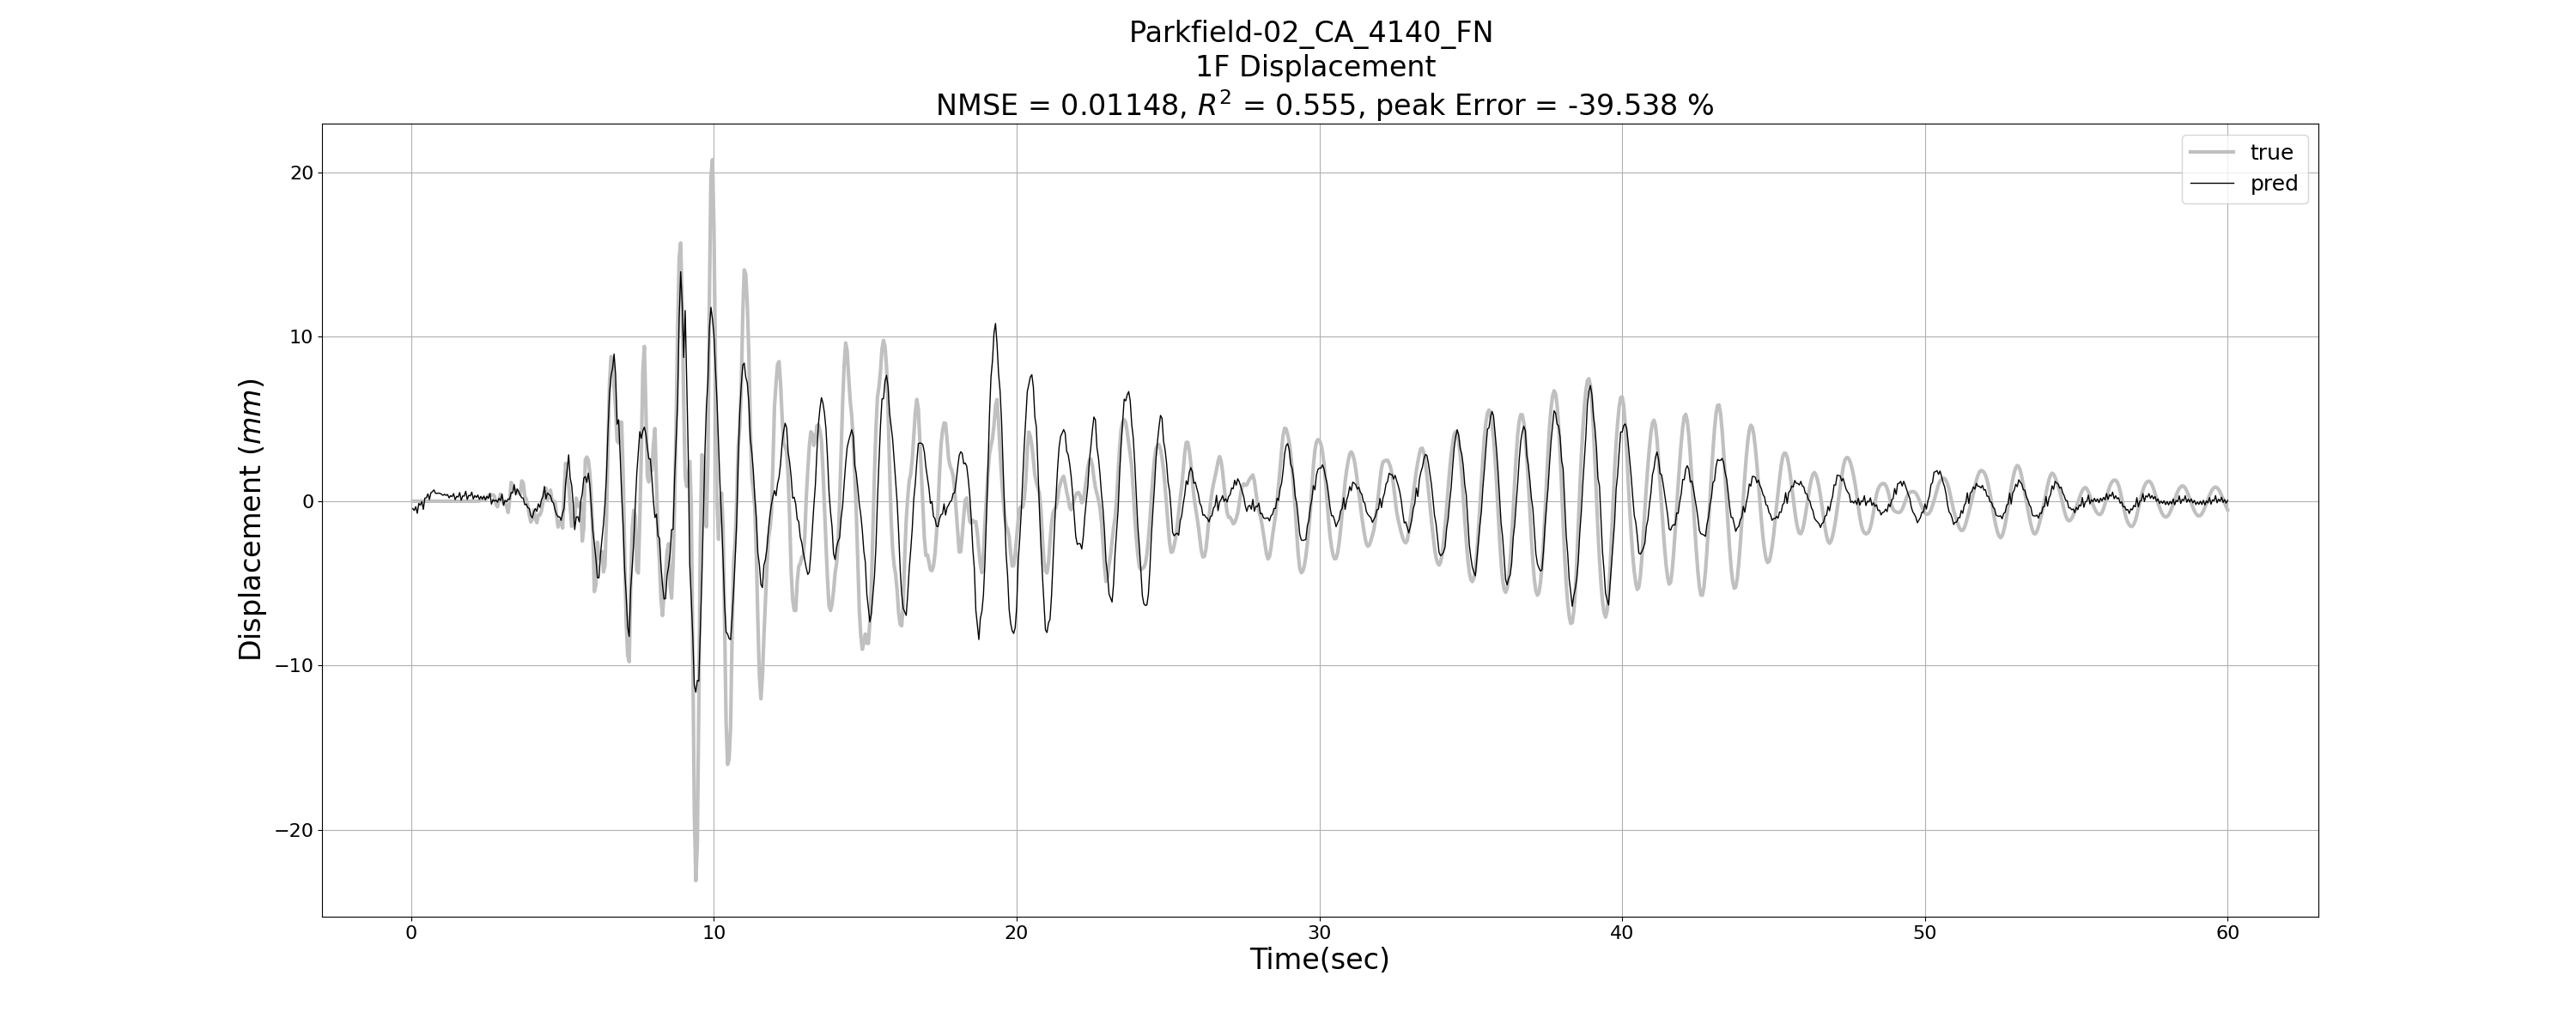 Parkfield-02_CA_4140_FN
1F Displacement
NMSE = 0.01148, R² = 0.555, peak Error = -39.538 %
true
pred
Displacement (mm)
20
10
0
−10
−20
0 10 20 30 40 50 60
Time(sec)